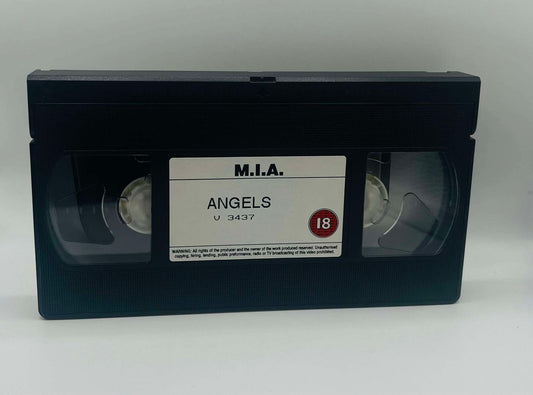 M.I.A.
ANGELS
V 3437
18
WARNING: All rights of the producer and the owner of the work produced reserved. Unauthorised
copying, hiring, lending, public preformance, radio or TV broadcasting of this video prohibited.